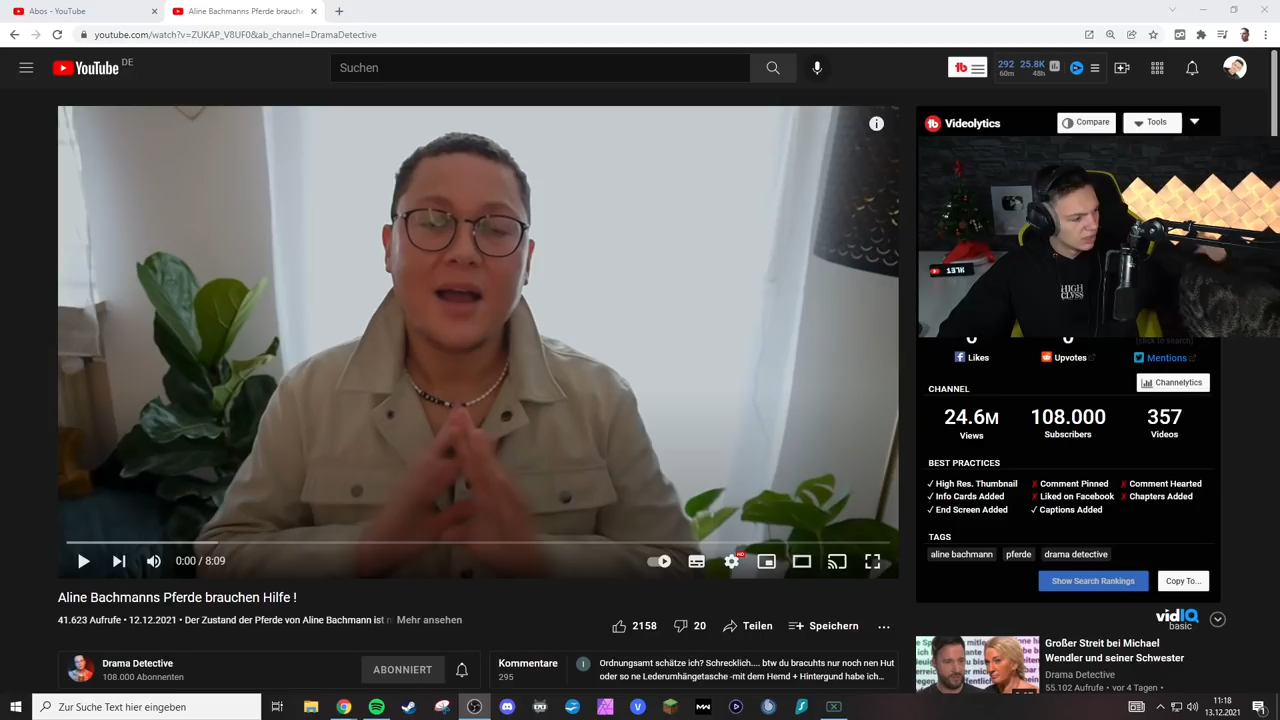 Abos - YouTube
Aline Bachmanns Pferde brauche
youtube.com/watch?v=ZUKAP_V8UF0&ab_channel=DramaDetective
YouTube DE
Suchen
292
60m
25.8K
48h
Videolytics
Compare
Tools
HIGH
CLVSS
(click to search)
Likes
Upvotes
Mentions
CHANNEL
Channelytics
24.6M
108.000
357
Views
Subscribers
Videos
BEST PRACTICES
✓ High Res. Thumbnail
✗ Comment Pinned
✗ Comment Hearted
✓ Info Cards Added
✗ Liked on Facebook
✗ Chapters Added
✓ End Screen Added
✓ Captions Added
TAGS
aline bachmann
pferde
drama detective
Show Search Rankings
Copy To...
vidIQ
basic
0:00 / 8:09
HD
Aline Bachmanns Pferde brauchen Hilfe !
41.623 Aufrufe • 12.12.2021 • Der Zustand der Pferde von Aline Bachmann ist
Mehr ansehen
2158
20
Teilen
Speichern
Drama Detective
108.000 Abonnenten
ABONNIERT
Kommentare
295
Ordnungsamt schätze ich? Schrecklich.... btw du brauchts nur noch nen Hut
oder so ne Lederumhängetasche -mit dem Hemd + Hintergund habe ich...
Großer Streit bei Michael
Wendler und seiner Schwester
Drama Detective
55.102 Aufrufe • vor 4 Tagen •
Zur Suche Text hier eingeben
11:18
13.12.2021